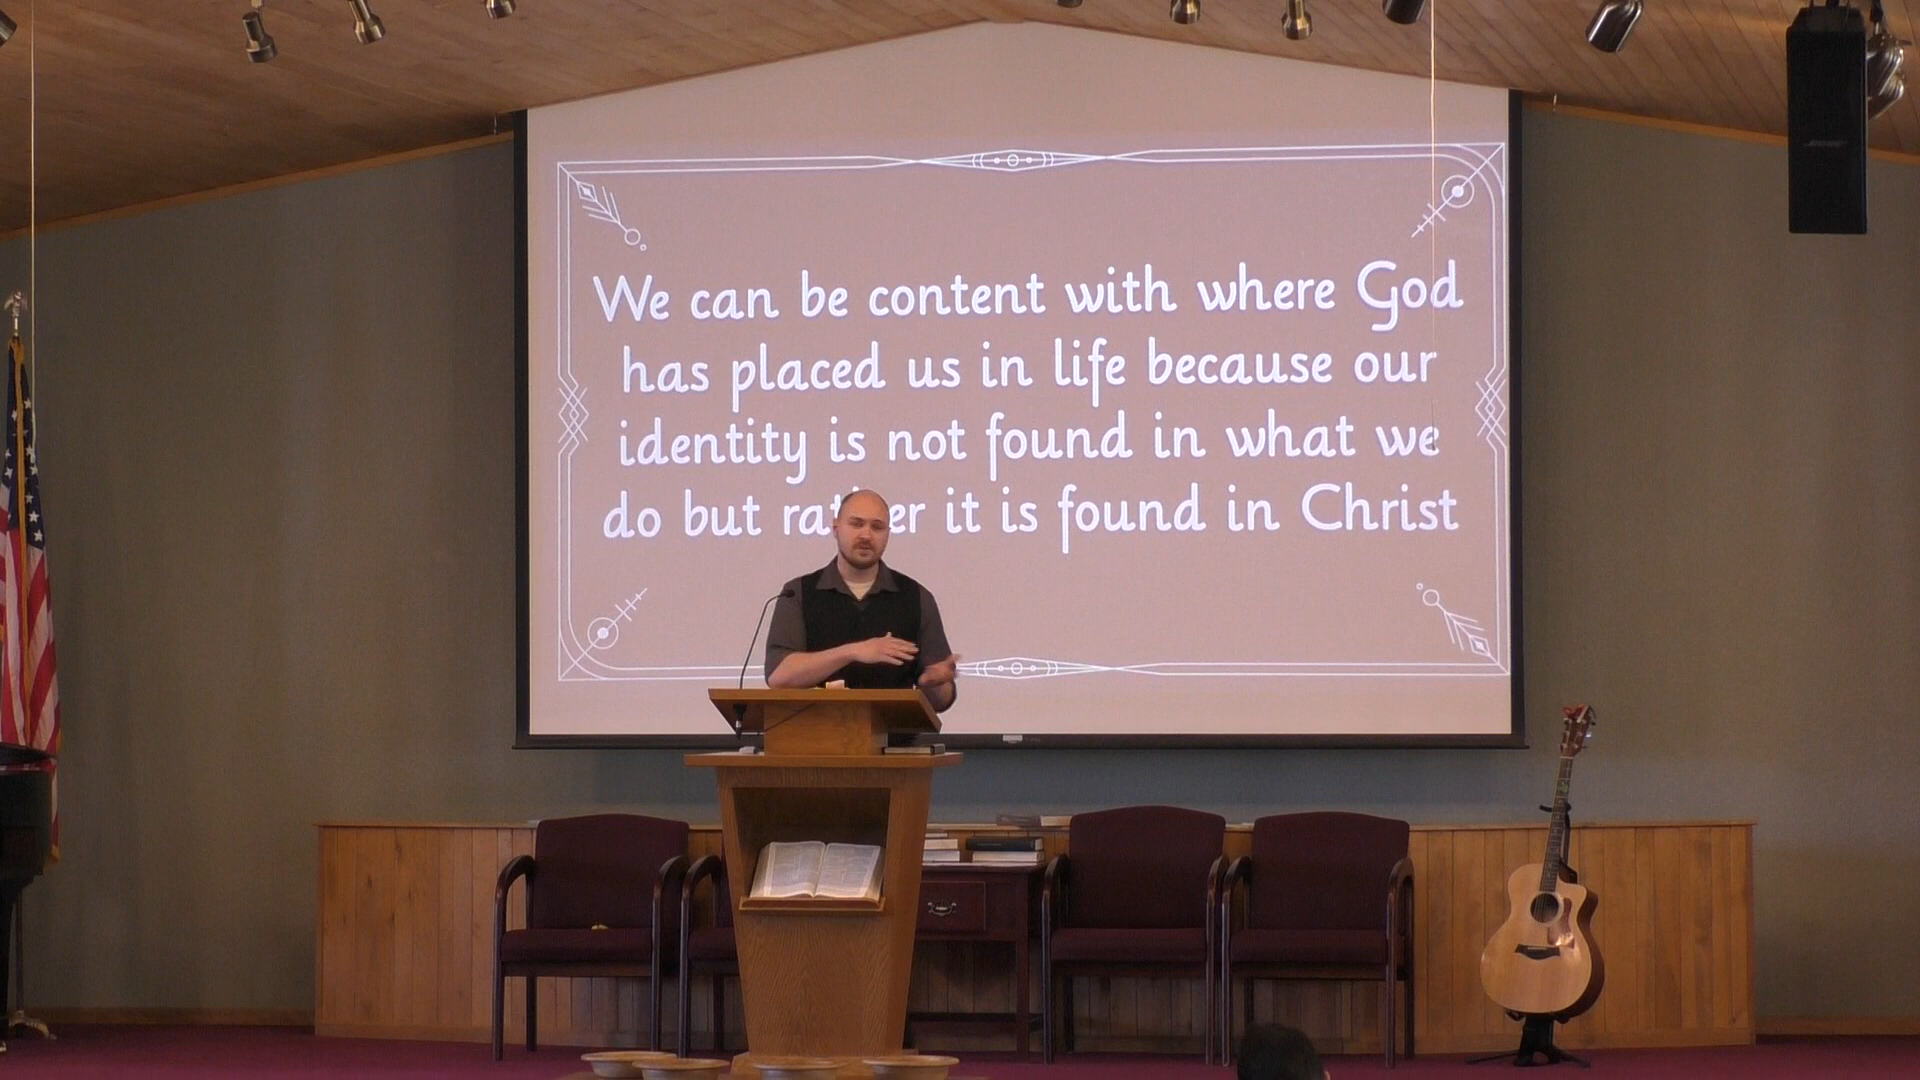 We can be content with where God
has placed us in life because our
identity is not found in what we
do but rather it is found in Christ